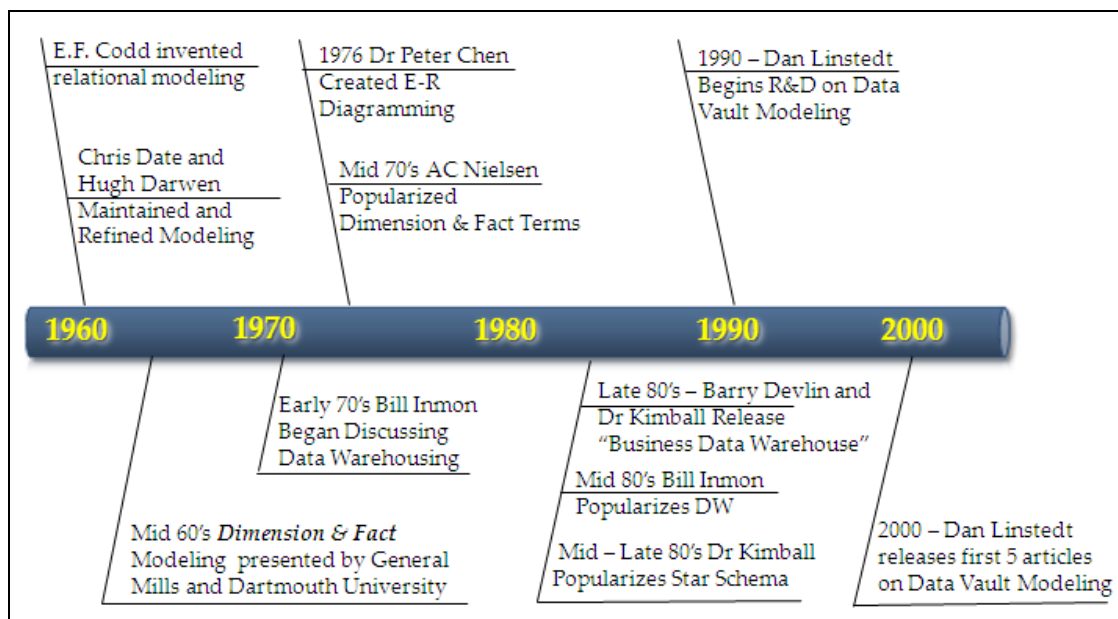 E.F. Codd invented
relational modeling
Chris Date and
Hugh Darwen
Maintained and
Refined Modeling
1976 Dr Peter Chen
Created E-R
Diagramming
Mid 70's AC Nielsen
Popularized
Dimension & Fact Terms
1990 – Dan Linstedt
Begins R&D on Data
Vault Modeling
1960
1970
1980
1990
2000
Early 70's Bill Inmon
Began Discussing
Data Warehousing
Mid 60's Dimension & Fact
Modeling presented by General
Mills and Dartmouth University
Late 80's – Barry Devlin and
Dr Kimball Release
“Business Data Warehouse”
Mid 80's Bill Inmon
Popularizes DW
Mid – Late 80's Dr Kimball
Popularizes Star Schema
2000 – Dan Linstedt
releases first 5 articles
on Data Vault Modeling